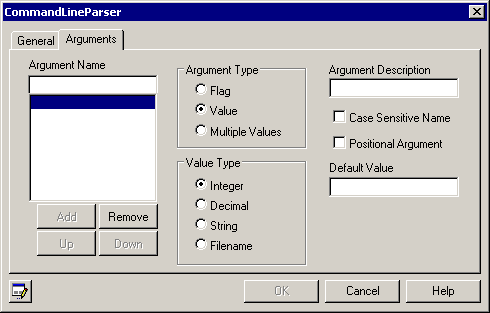 CommandLineParser
General
Arguments
Argument Name
Add
Remove
Up
Down
Argument Type
Flag
Value
Multiple Values
Value Type
Integer
Decimal
String
Filename
Argument Description
Case Sensitive Name
Positional Argument
Default Value
OK
Cancel
Help